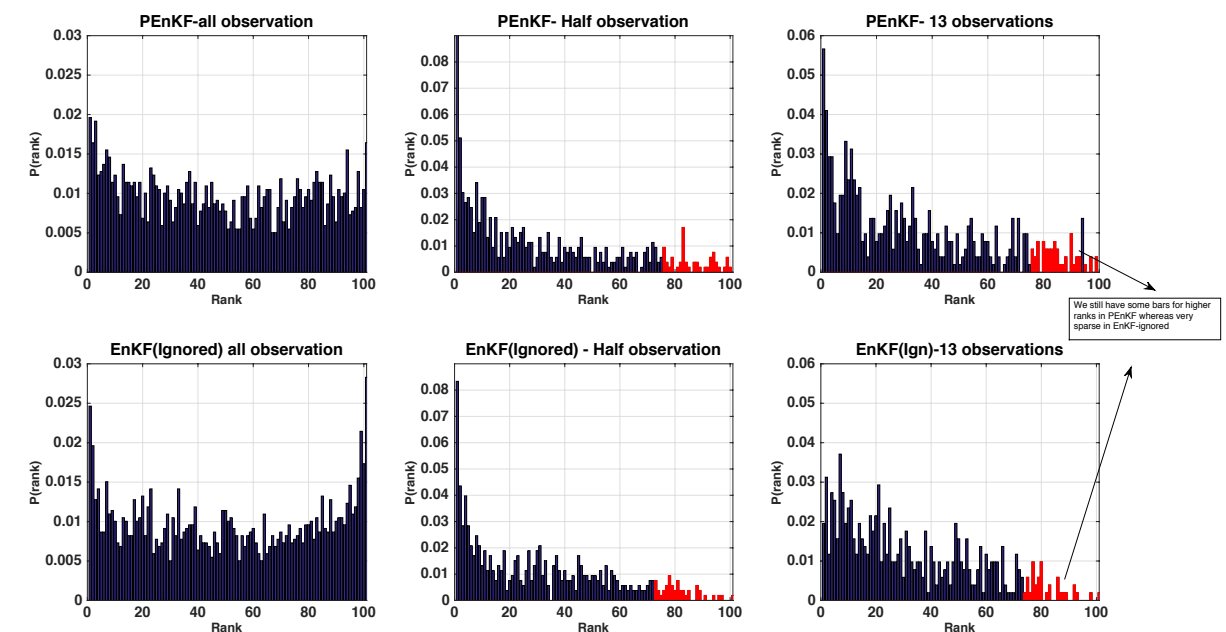 PEnKF-all observation
0.03
0.025
0.02
0.015
0.01
0.005
0
P(rank)
0 20 40 60 80 100
Rank
PEnKF- Half observation
0.08
0.07
0.06
0.05
0.04
0.03
0.02
0.01
0
P(rank)
0 20 40 60 80 100
Rank
PEnKF- 13 observations
0.06
0.05
0.04
0.03
0.02
0.01
0
P(rank)
0 20 40 60 80 100
Rank
We still have some bars for higher
ranks in PEnKF whereas very
sparse in EnKF-ignored
EnKF(Ignored) all observation
0.03
0.025
0.02
0.015
0.01
0.005
0
P(rank)
0 20 40 60 80 100
Rank
EnKF(Ignored) - Half observation
0.08
0.07
0.06
0.05
0.04
0.03
0.02
0.01
0
P(rank)
0 20 40 60 80 100
Rank
EnKF(Ign)-13 observations
0.06
0.05
0.04
0.03
0.02
0.01
0
P(rank)
0 20 40 60 80 100
Rank